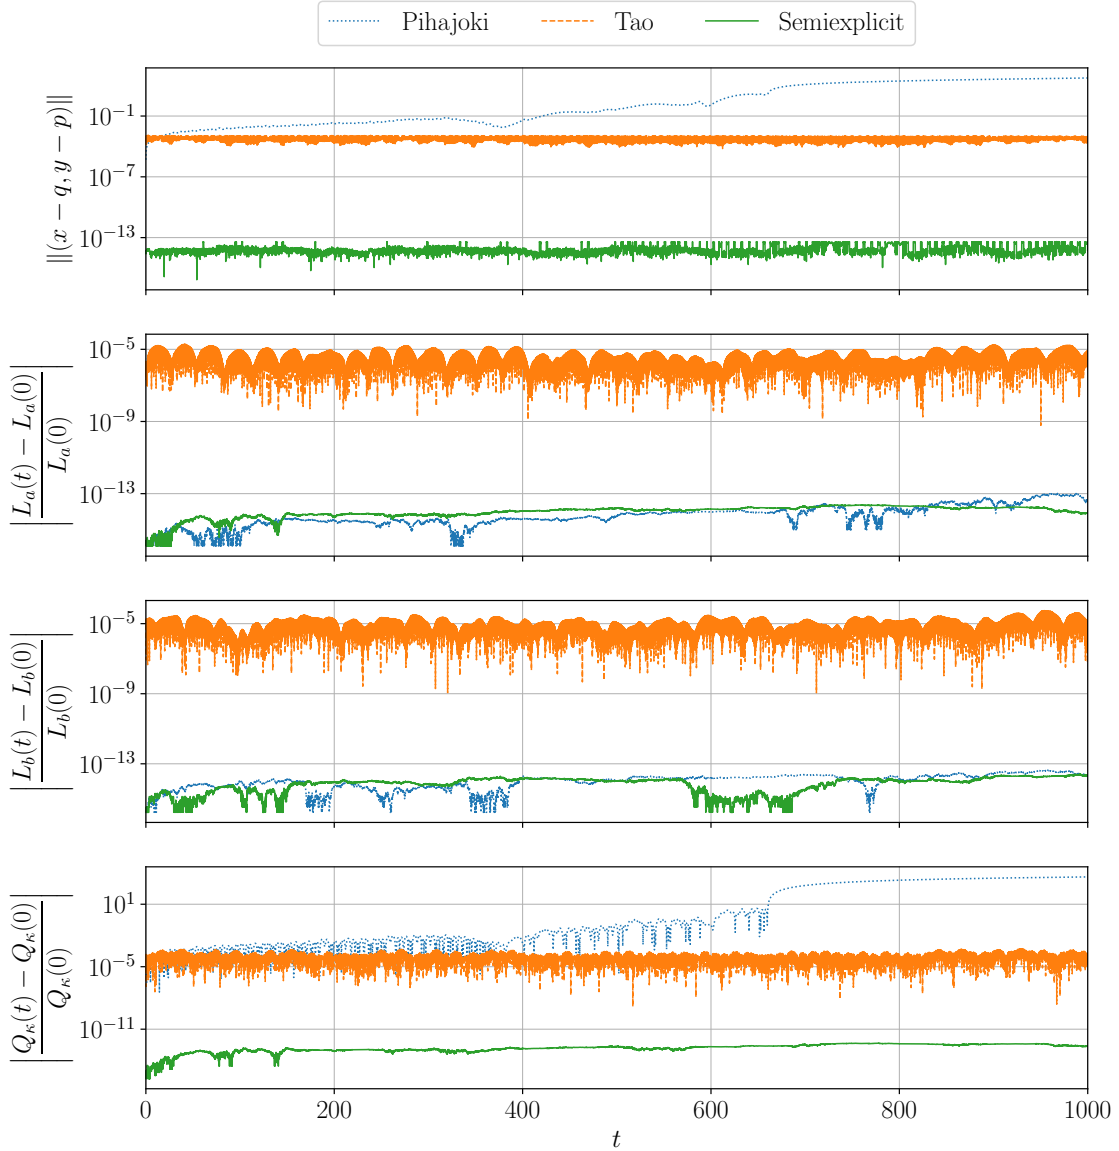 Pihajoki Tao Semiexplicit
‖(x − q, y − p)‖
10⁻¹
10⁻⁷
10⁻¹³
|(L_a(t) − L_a(0))/L_a(0)|
10⁻⁵
10⁻⁹
10⁻¹³
|(L_b(t) − L_b(0))/L_b(0)|
10⁻⁵
10⁻⁹
10⁻¹³
|(Q_κ(t) − Q_κ(0))/Q_κ(0)|
10¹
10⁻⁵
10⁻¹¹
0 200 400 600 800 1000
t